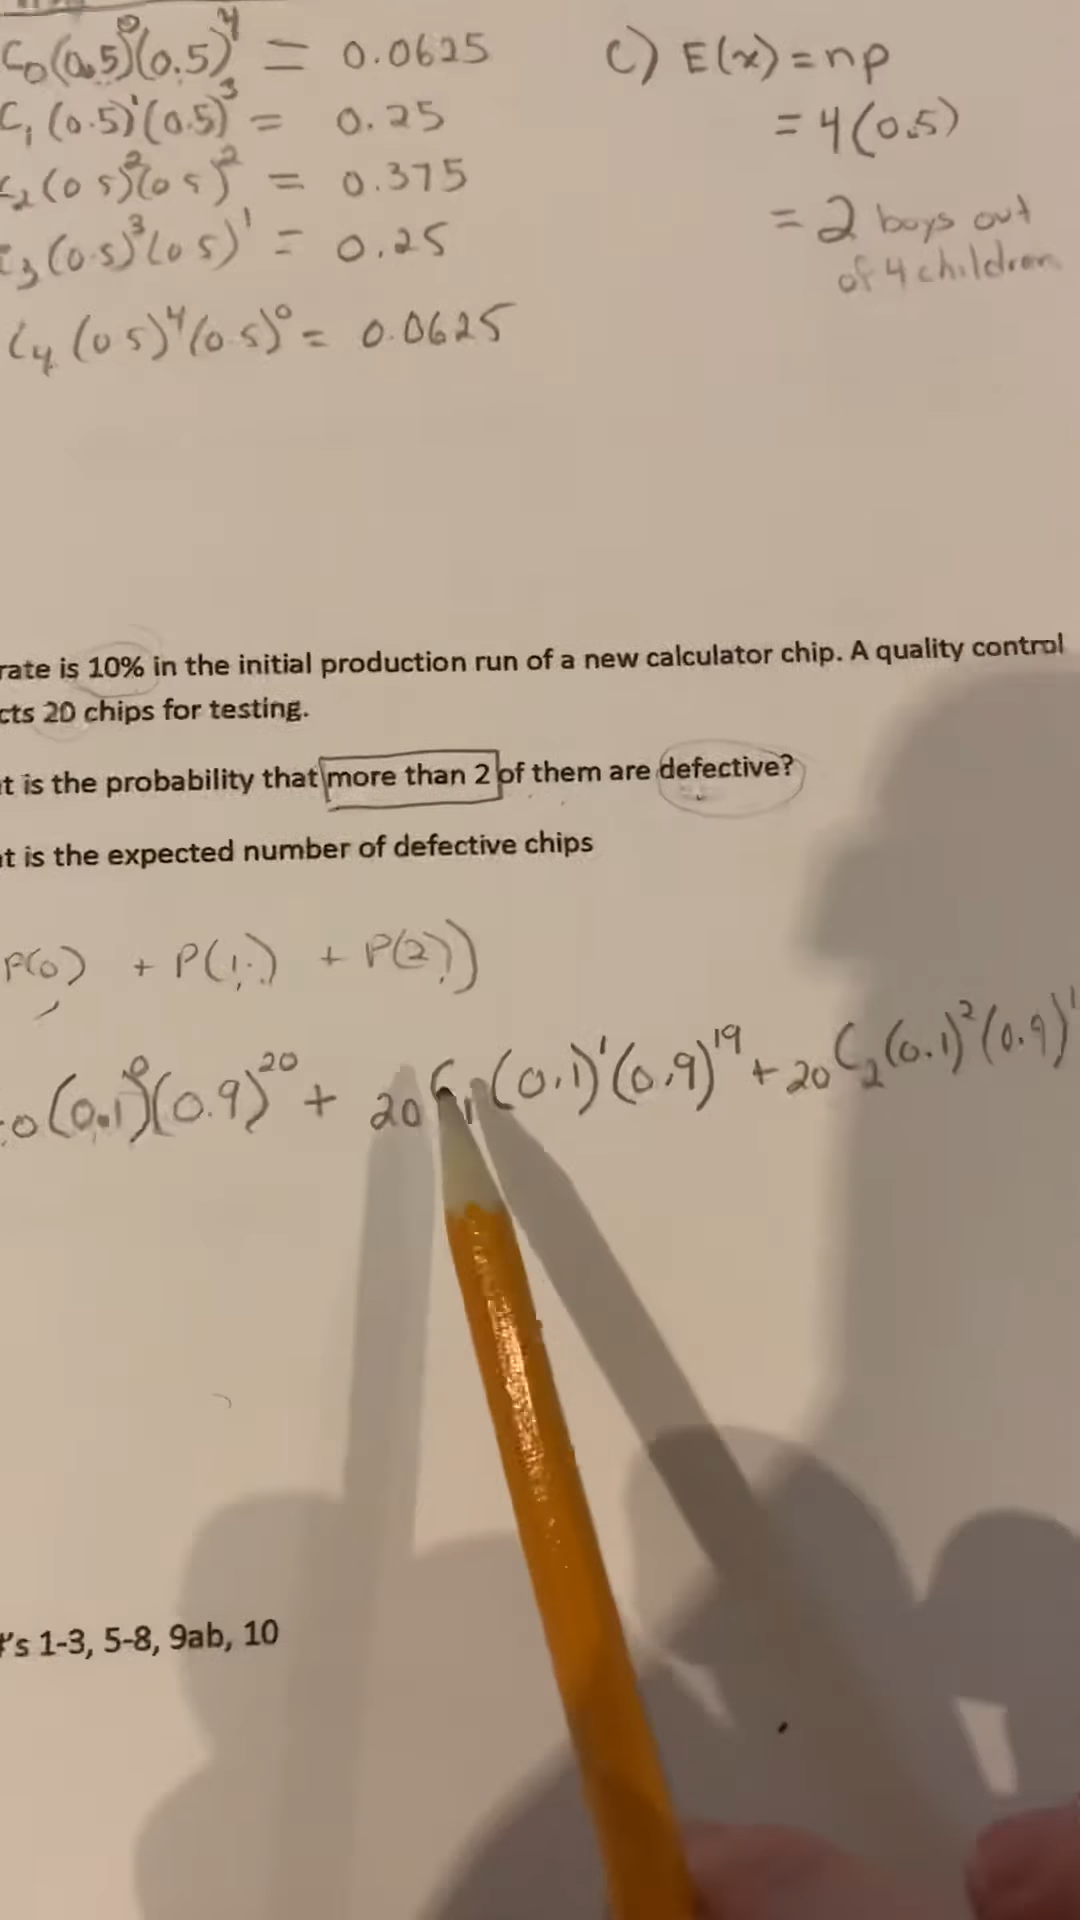 C₀(0.5)⁰(0.5)⁴ = 0.0625
C₁(0.5)¹(0.5)³ = 0.25
C₂(0 5)²(0 5)² = 0.375
C₃(0.5)³(0 5)¹ = 0.25
C₄(0 5)⁴(0.5)⁰ = 0.0625
c) E(x) = np
= 4(0.5)
= 2 boys out
of 4 children
rate is 10% in the initial production run of a new calculator chip. A quality control
cts 20 chips for testing.
t is the probability that more than 2 of them are defective?
t is the expected number of defective chips
P(0) + P(1) + P(2))
0(0.1)⁰(0.9)²⁰ + ₂₀C₁(0.1)¹(0.9)¹⁹ + ₂₀C₂(0.1)²(0.9)¹
#'s 1-3, 5-8, 9ab, 10